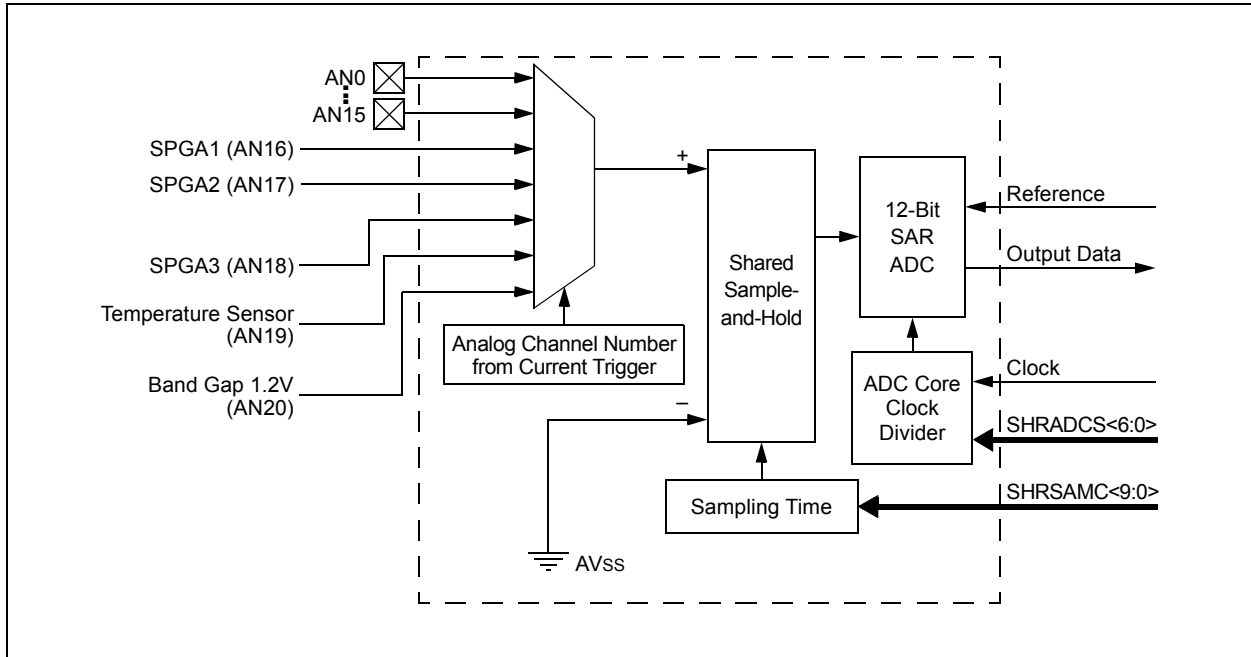 AN0
AN15
SPGA1 (AN16)
SPGA2 (AN17)
SPGA3 (AN18)
Temperature Sensor
(AN19)
Band Gap 1.2V
(AN20)
Analog Channel Number
from Current Trigger
+
–
AVSS
Shared
Sample-
and-Hold
Sampling Time
12-Bit
SAR
ADC
ADC Core
Clock
Divider
Reference
Output Data
Clock
SHRADCS<6:0>
SHRSAMC<9:0>